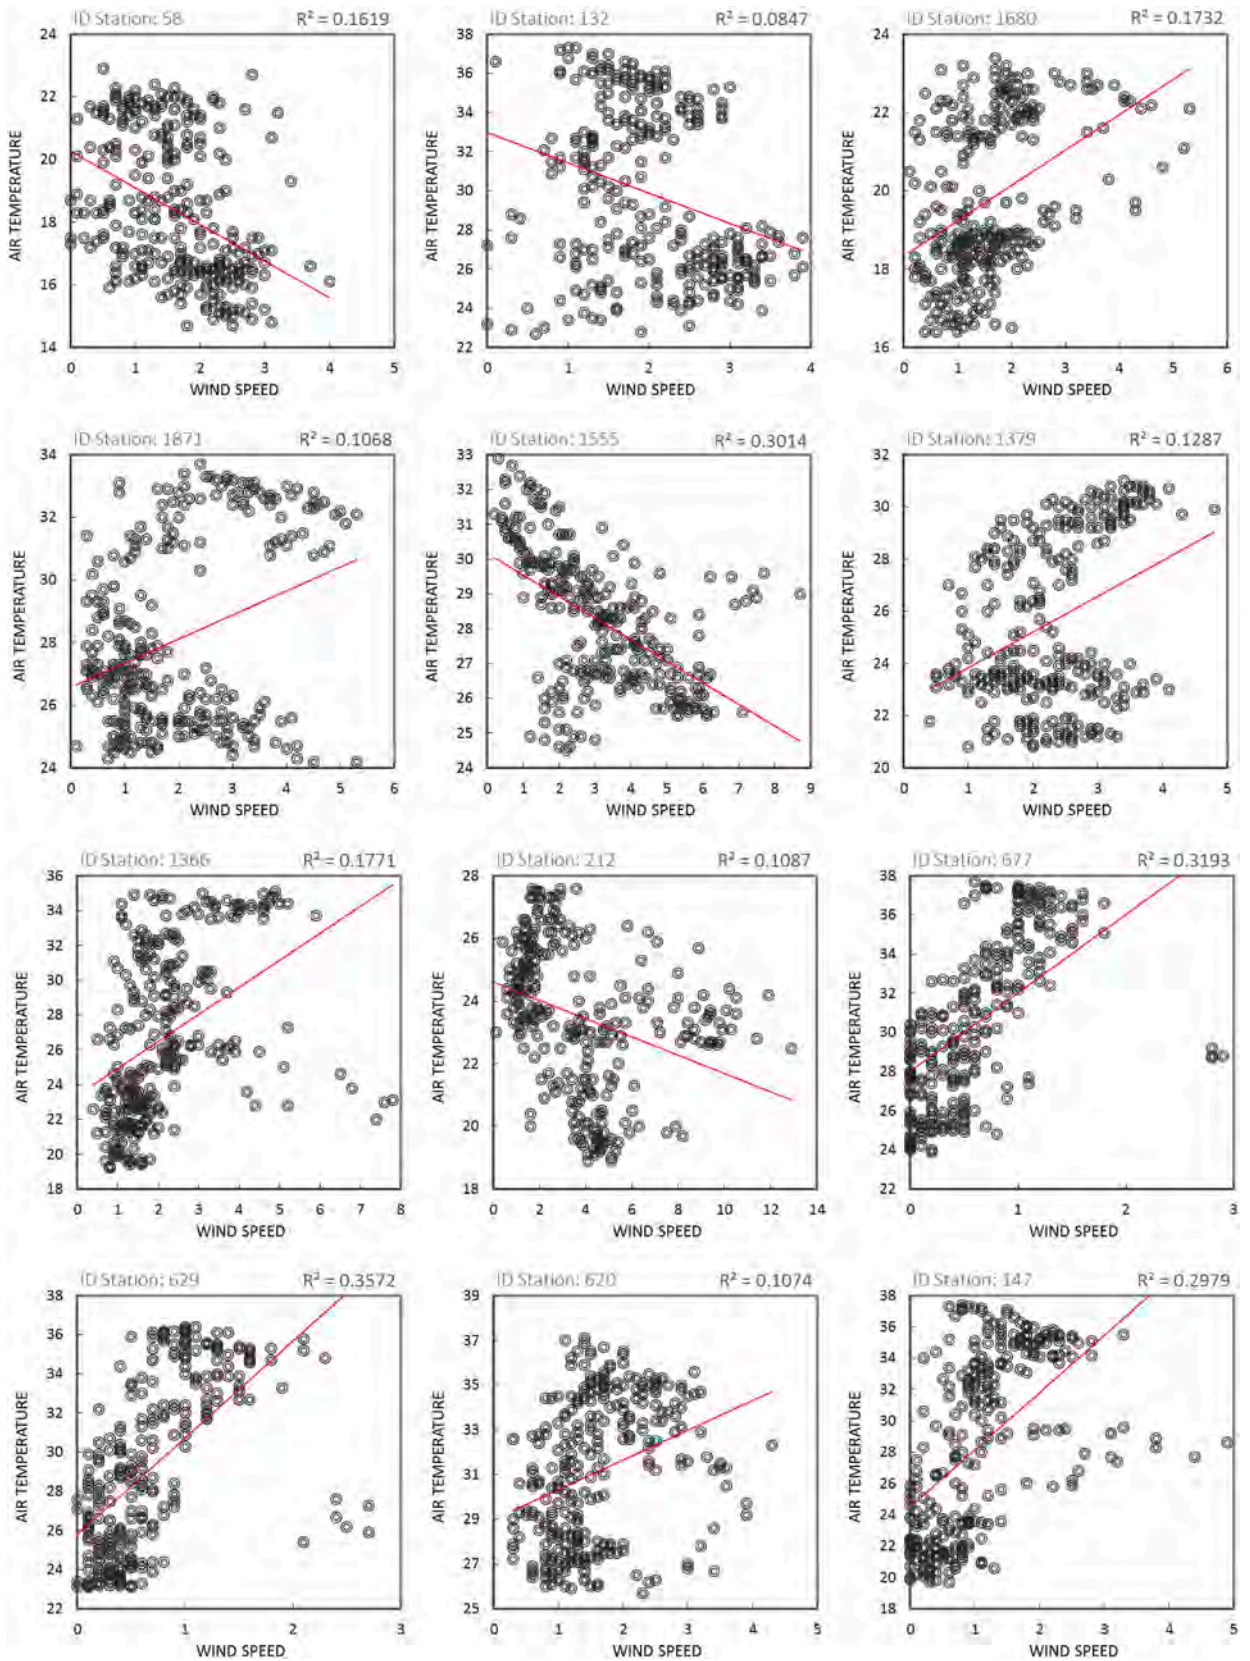 ID Station: 58 R² = 0.1619
ID Station: 132 R² = 0.0847
ID Station: 1680 R² = 0.1732
AIR TEMPERATURE
24
22
20
18
16
14
0 1 2 3 4 5
WIND SPEED
AIR TEMPERATURE
38
36
34
32
30
28
26
24
22
0 1 2 3 4
WIND SPEED
AIR TEMPERATURE
24
22
20
18
16
0 1 2 3 4 5 6
WIND SPEED
ID Station: 1871 R² = 0.1068
ID Station: 1555 R² = 0.3014
ID Station: 1379 R² = 0.1287
AIR TEMPERATURE
34
32
30
28
26
24
0 1 2 3 4 5 6
WIND SPEED
AIR TEMPERATURE
33
32
31
30
29
28
27
26
25
24
0 1 2 3 4 5 6 7 8 9
WIND SPEED
AIR TEMPERATURE
32
30
28
26
24
22
20
0 1 2 3 4 5
WIND SPEED
ID Station: 1366 R² = 0.1771
ID Station: 212 R² = 0.1087
ID Station: 677 R² = 0.3193
AIR TEMPERATURE
36
34
32
30
28
26
24
22
20
18
0 1 2 3 4 5 6 7 8
WIND SPEED
AIR TEMPERATURE
28
26
24
22
20
18
0 2 4 6 8 10 12 14
WIND SPEED
AIR TEMPERATURE
38
36
34
32
30
28
26
24
22
0 1 2 3
WIND SPEED
ID Station: 629 R² = 0.3572
ID Station: 620 R² = 0.1074
ID Station: 147 R² = 0.2979
AIR TEMPERATURE
38
36
34
32
30
28
26
24
22
0 1 2 3
WIND SPEED
AIR TEMPERATURE
39
37
35
33
31
29
27
25
0 1 2 3 4 5
WIND SPEED
AIR TEMPERATURE
38
36
34
32
30
28
26
24
22
20
18
0 1 2 3 4 5
WIND SPEED